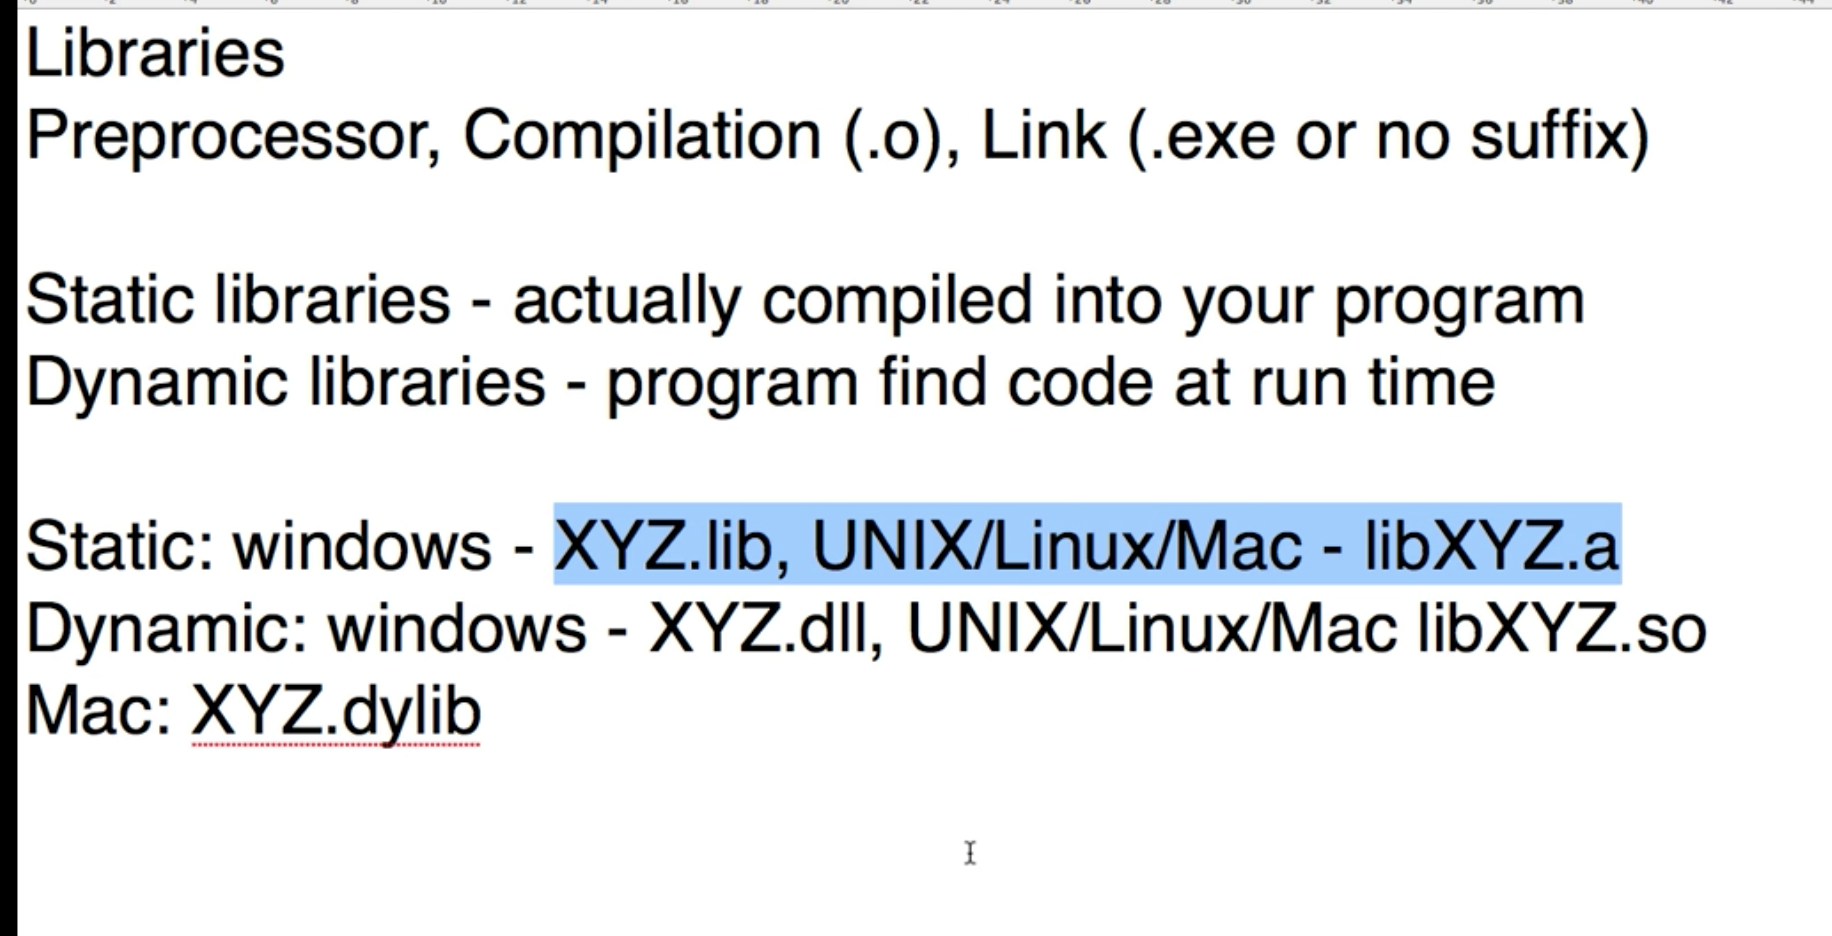 Libraries
Preprocessor, Compilation (.o), Link (.exe or no suffix)
Static libraries - actually compiled into your program
Dynamic libraries - program find code at run time
Static: windows - XYZ.lib, UNIX/Linux/Mac - libXYZ.a
Dynamic: windows - XYZ.dll, UNIX/Linux/Mac libXYZ.so
Mac: XYZ.dylib